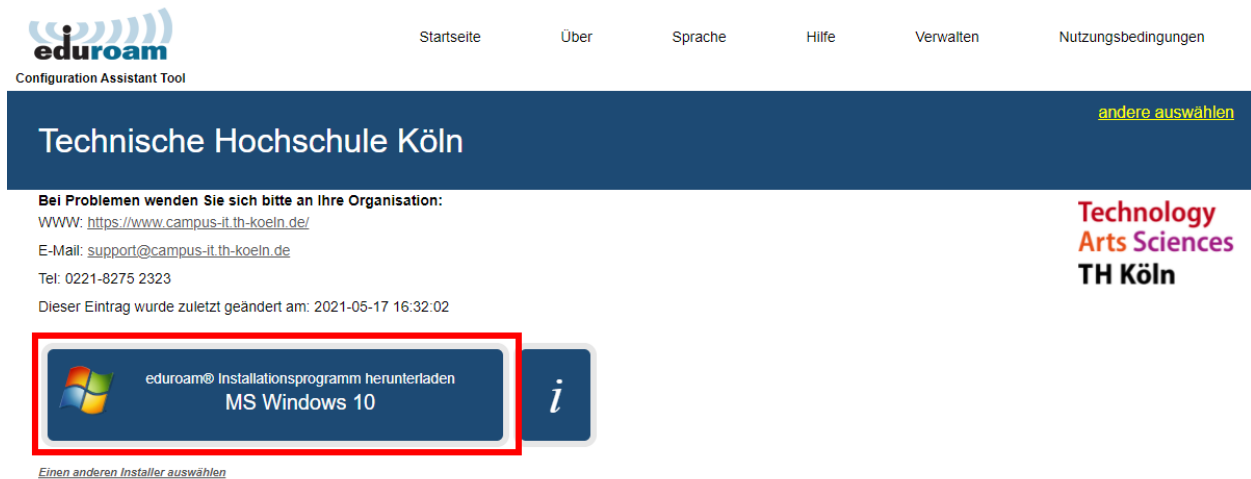 eduroam
Configuration Assistant Tool
Startseite Über Sprache Hilfe Verwalten Nutzungsbedingungen
andere auswählen
Technische Hochschule Köln
Bei Problemen wenden Sie sich bitte an Ihre Organisation:
WWW: https://www.campus-it.th-koeln.de/
E-Mail: support@campus-it.th-koeln.de
Tel: 0221-8275 2323
Dieser Eintrag wurde zuletzt geändert am: 2021-05-17 16:32:02
Technology
Arts Sciences
TH Köln
eduroam® Installationsprogramm herunterladen
MS Windows 10
i
Einen anderen Installer auswählen